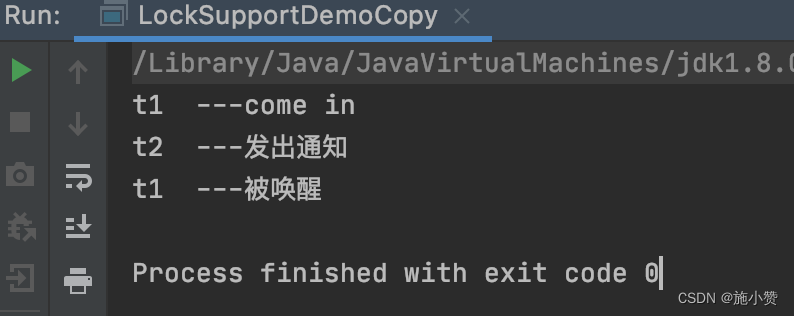 Run: LockSupportDemoCopy
/Library/Java/JavaVirtualMachines/jdk1.8.0
t1  ---come in
t2  ---发出通知
t1  ---被唤醒
Process finished with exit code 0
CSDN @施小赞